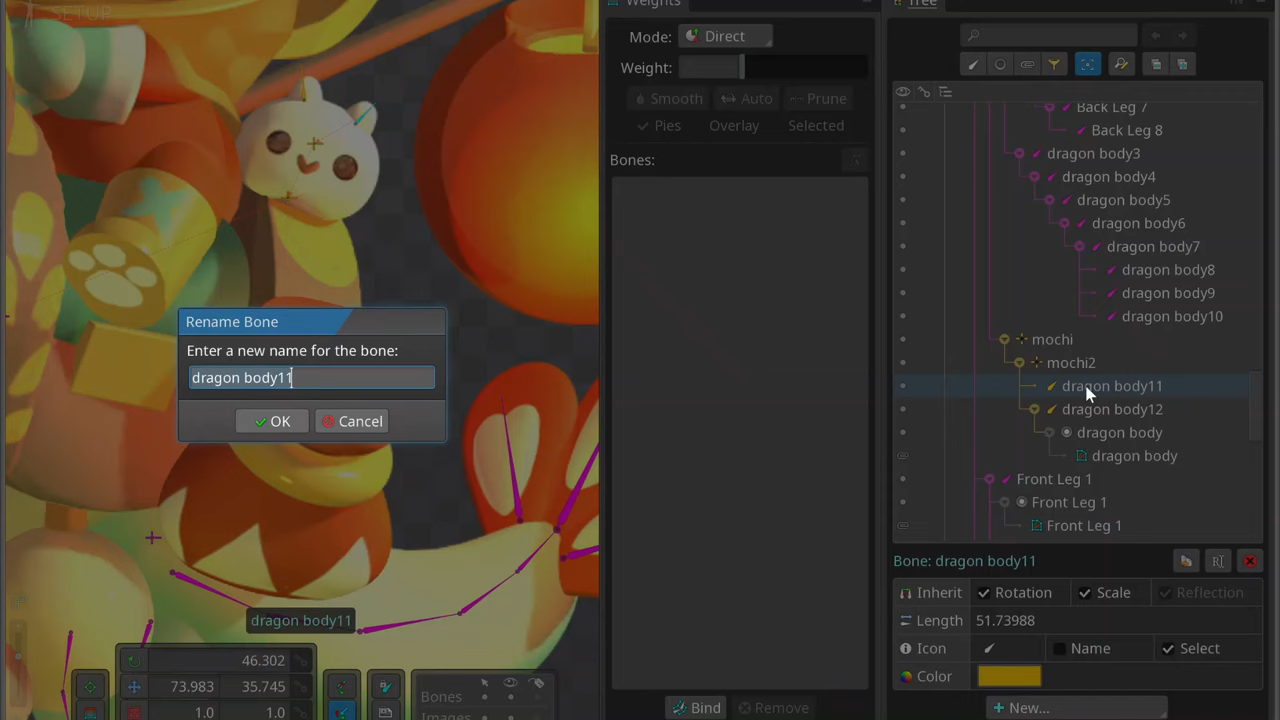 SETUP
Weights
Tree
Mode:
Direct
Weight:
Smooth
Auto
Prune
Pies
Overlay
Selected
Bones:
Back Leg 7
Back Leg 8
dragon body3
dragon body4
dragon body5
dragon body6
dragon body7
dragon body8
dragon body9
dragon body10
mochi
mochi2
dragon body11
dragon body12
dragon body
dragon body
Front Leg 1
Front Leg 1
Front Leg 1
Rename Bone
Enter a new name for the bone:
dragon body11
OK
Cancel
dragon body11
46.302
73.983 35.745
1.0 1.0
Bones
Images
Bind
Remove
Bone: dragon body11
Inherit
Rotation
Scale
Reflection
Length
51.73988
Icon
Name
Select
Color
New...